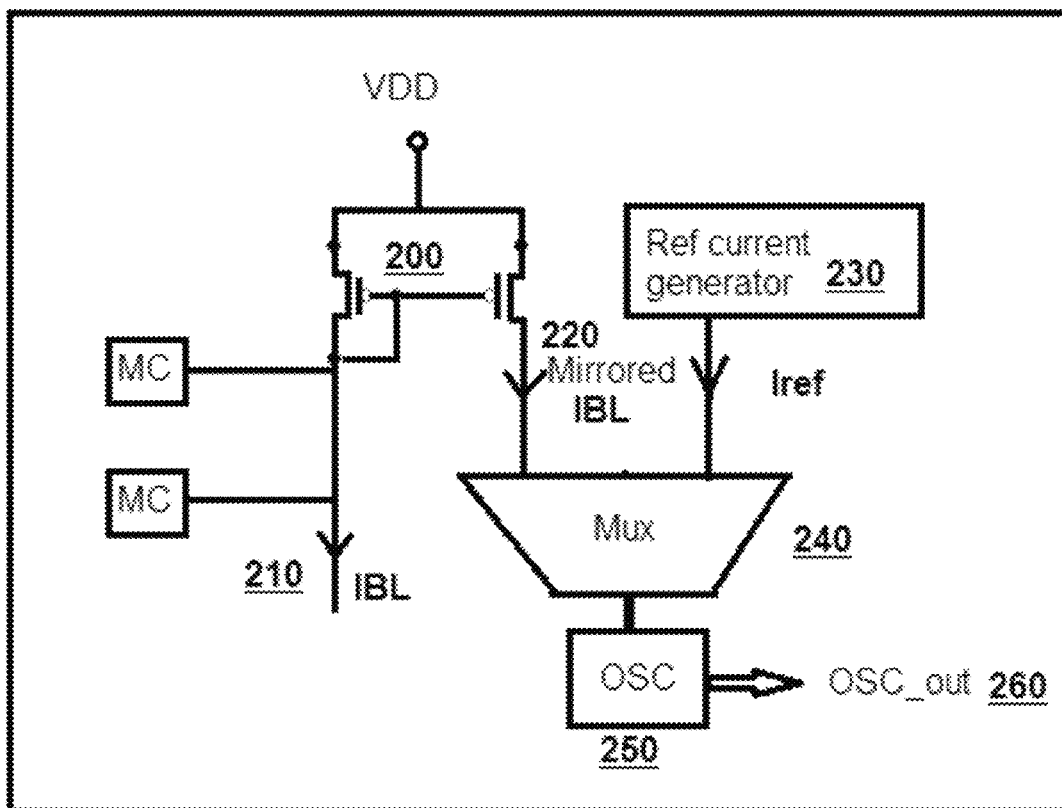 VDD
200
Ref current
generator 230
220
Mirrored
IBL
Iref
MC
MC
Mux
240
210
IBL
OSC
OSC_out 260
250